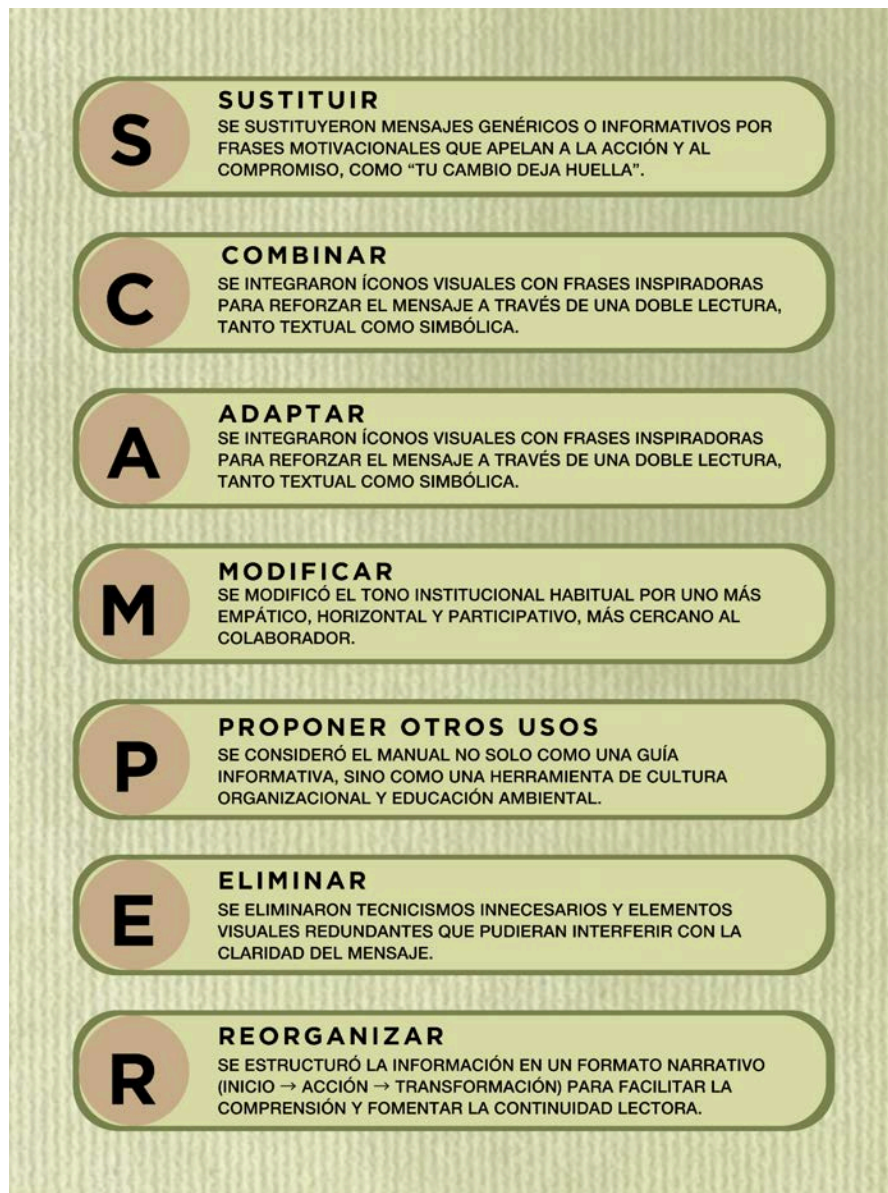 S
SUSTITUIR
SE SUSTITUYERON MENSAJES GENÉRICOS O INFORMATIVOS POR
FRASES MOTIVACIONALES QUE APELAN A LA ACCIÓN Y AL
COMPROMISO, COMO “TU CAMBIO DEJA HUELLA”.
C
COMBINAR
SE INTEGRARON ÍCONOS VISUALES CON FRASES INSPIRADORAS
PARA REFORZAR EL MENSAJE A TRAVÉS DE UNA DOBLE LECTURA,
TANTO TEXTUAL COMO SIMBÓLICA.
A
ADAPTAR
SE INTEGRARON ÍCONOS VISUALES CON FRASES INSPIRADORAS
PARA REFORZAR EL MENSAJE A TRAVÉS DE UNA DOBLE LECTURA,
TANTO TEXTUAL COMO SIMBÓLICA.
M
MODIFICAR
SE MODIFICÓ EL TONO INSTITUCIONAL HABITUAL POR UNO MÁS
EMPÁTICO, HORIZONTAL Y PARTICIPATIVO, MÁS CERCANO AL
COLABORADOR.
P
PROPONER OTROS USOS
SE CONSIDERÓ EL MANUAL NO SOLO COMO UNA GUÍA
INFORMATIVA, SINO COMO UNA HERRAMIENTA DE CULTURA
ORGANIZACIONAL Y EDUCACIÓN AMBIENTAL.
E
ELIMINAR
SE ELIMINARON TECNICISMOS INNECESARIOS Y ELEMENTOS
VISUALES REDUNDANTES QUE PUDIERAN INTERFERIR CON LA
CLARIDAD DEL MENSAJE.
R
REORGANIZAR
SE ESTRUCTURÓ LA INFORMACIÓN EN UN FORMATO NARRATIVO
(INICIO → ACCIÓN → TRANSFORMACIÓN) PARA FACILITAR LA
COMPRENSIÓN Y FOMENTAR LA CONTINUIDAD LECTORA.